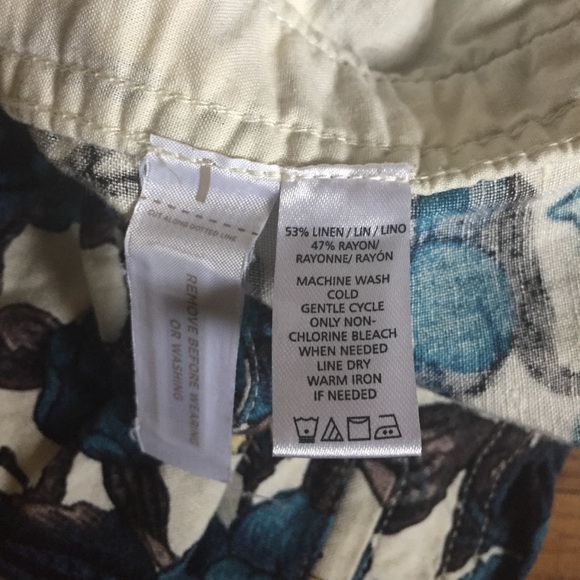 CUT ALONG DOTTED LINE
REMOVE BEFORE WEARING
OR WASHING
53% LINEN / LIN / LINO
47% RAYON/
RAYONNE/ RAYÓN
MACHINE WASH
COLD
GENTLE CYCLE
ONLY NON-
CHLORINE BLEACH
WHEN NEEDED
LINE DRY
WARM IRON
IF NEEDED